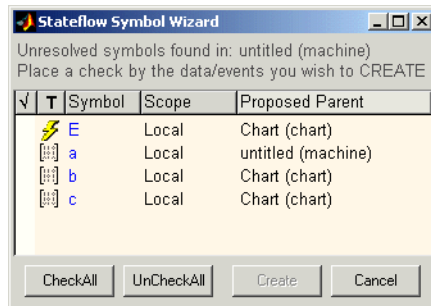 Stateflow Symbol Wizard
Unresolved symbols found in: untitled (machine)
Place a check by the data/events you wish to CREATE
√ T Symbol Scope Proposed Parent
E Local Chart (chart)
a Local untitled (machine)
b Local Chart (chart)
c Local Chart (chart)
CheckAll UnCheckAll Create Cancel